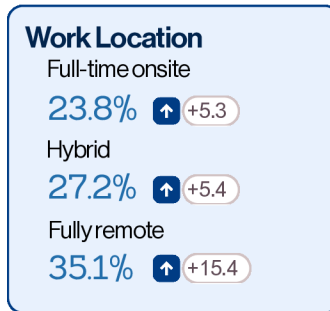 Work Location
Full-time onsite
23.8% +5.3
Hybrid
27.2% +5.4
Fully remote
35.1% +15.4